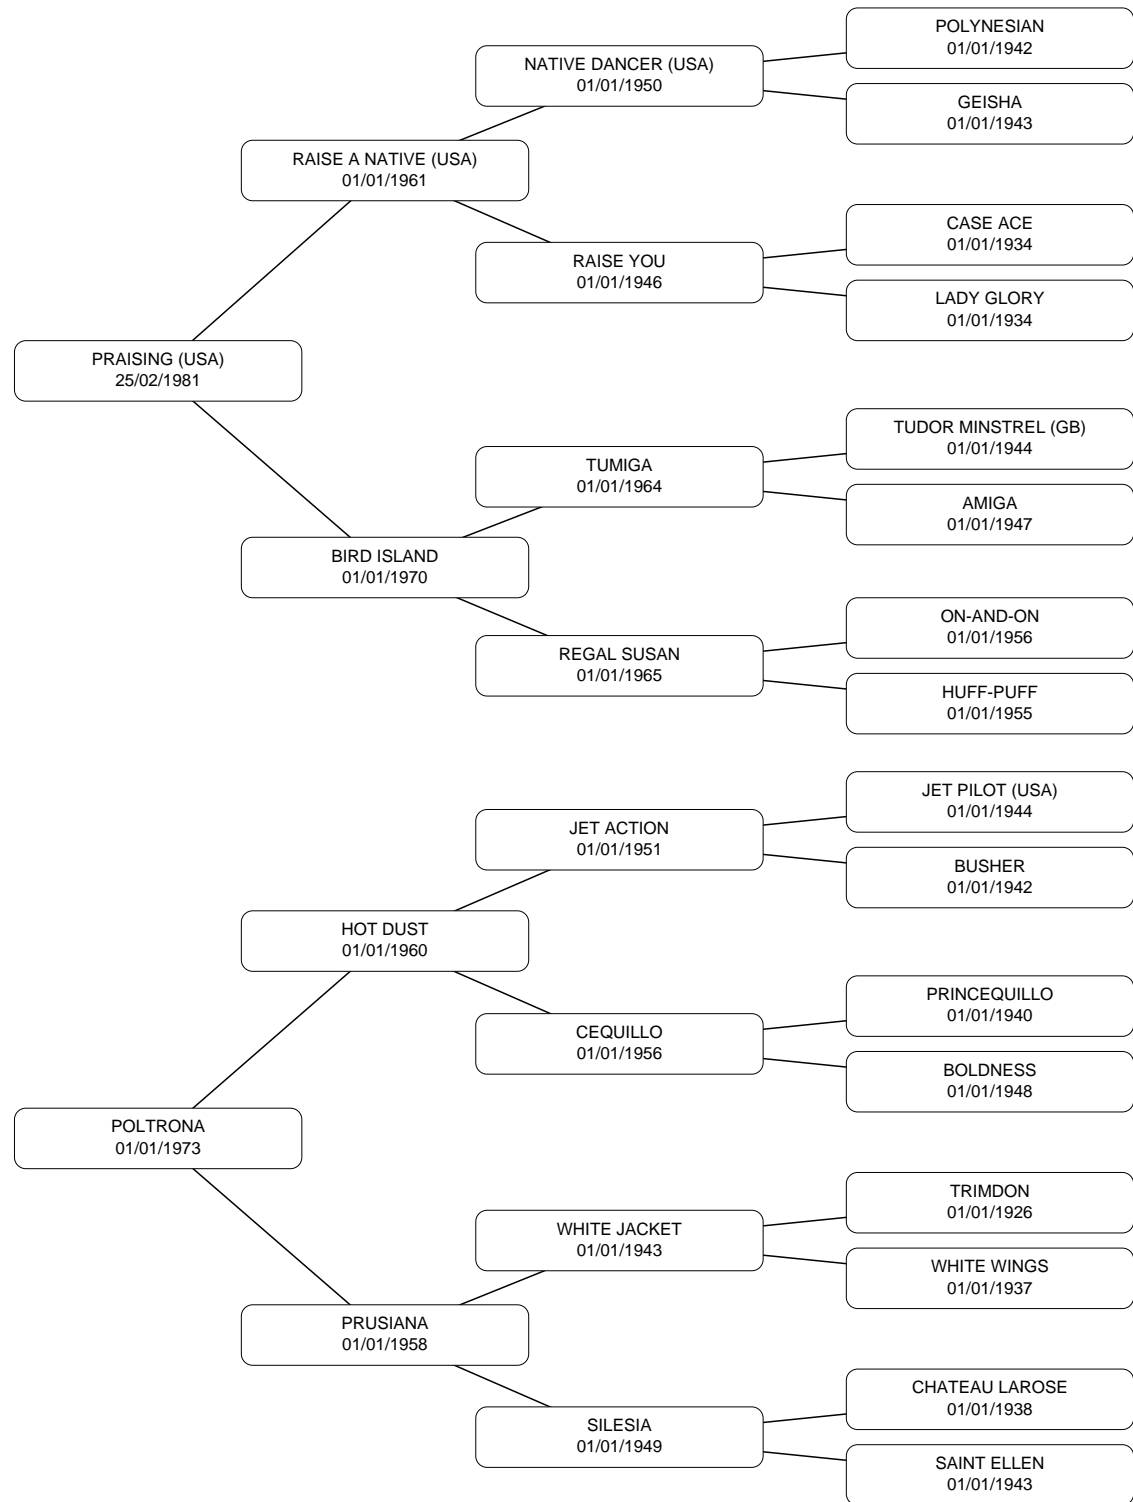 POLYNESIAN
01/01/1942
NATIVE DANCER (USA)
01/01/1950
GEISHA
01/01/1943
RAISE A NATIVE (USA)
01/01/1961
CASE ACE
01/01/1934
RAISE YOU
01/01/1946
LADY GLORY
01/01/1934
PRAISING (USA)
25/02/1981
TUDOR MINSTREL (GB)
01/01/1944
TUMIGA
01/01/1964
AMIGA
01/01/1947
BIRD ISLAND
01/01/1970
ON-AND-ON
01/01/1956
REGAL SUSAN
01/01/1965
HUFF-PUFF
01/01/1955
JET PILOT (USA)
01/01/1944
JET ACTION
01/01/1951
BUSHER
01/01/1942
HOT DUST
01/01/1960
PRINCEQUILLO
01/01/1940
CEQUILLO
01/01/1956
BOLDNESS
01/01/1948
POLTRONA
01/01/1973
TRIMDON
01/01/1926
WHITE JACKET
01/01/1943
WHITE WINGS
01/01/1937
PRUSIANA
01/01/1958
CHATEAU LAROSE
01/01/1938
SILESIA
01/01/1949
SAINT ELLEN
01/01/1943